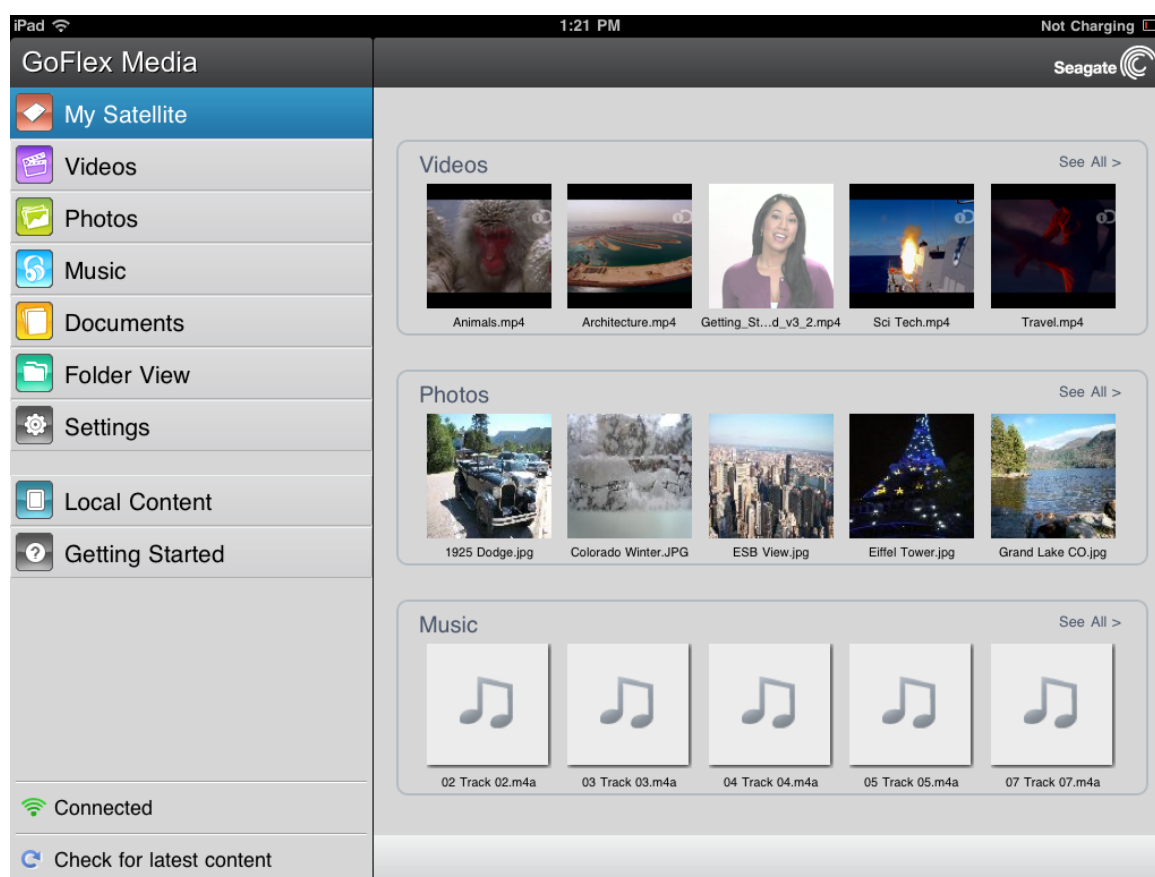 iPad 1:21 PM Not Charging
GoFlex Media
Seagate
My Satellite
Videos
Photos
Music
Documents
Folder View
Settings
Local Content
Getting Started
Connected
Check for latest content
Videos See All >
Animals.mp4 Architecture.mp4 Getting_St...d_v3_2.mp4 Sci Tech.mp4 Travel.mp4
Photos See All >
1925 Dodge.jpg Colorado Winter.JPG ESB View.jpg Eiffel Tower.jpg Grand Lake CO.jpg
Music See All >
02 Track 02.m4a 03 Track 03.m4a 04 Track 04.m4a 05 Track 05.m4a 07 Track 07.m4a